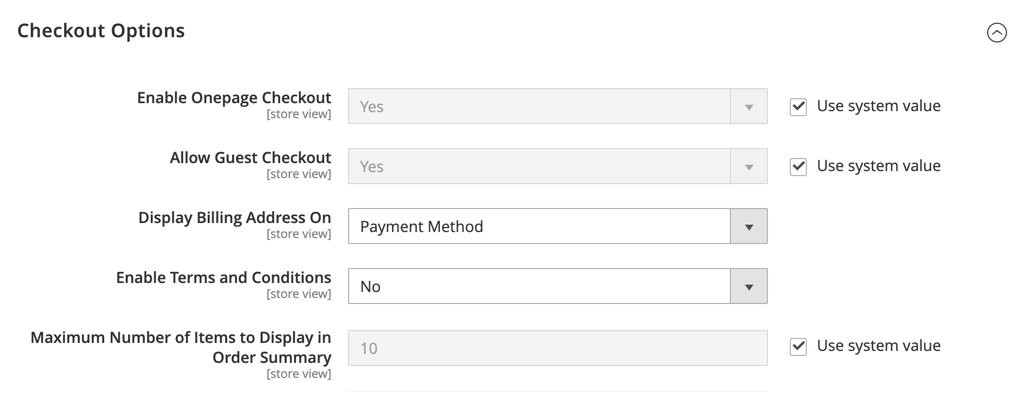 Checkout Options
Enable Onepage Checkout
[store view]
Yes
Use system value
Allow Guest Checkout
[store view]
Yes
Use system value
Display Billing Address On
[store view]
Payment Method
Enable Terms and Conditions
[store view]
No
Maximum Number of Items to Display in
Order Summary
[store view]
10
Use system value